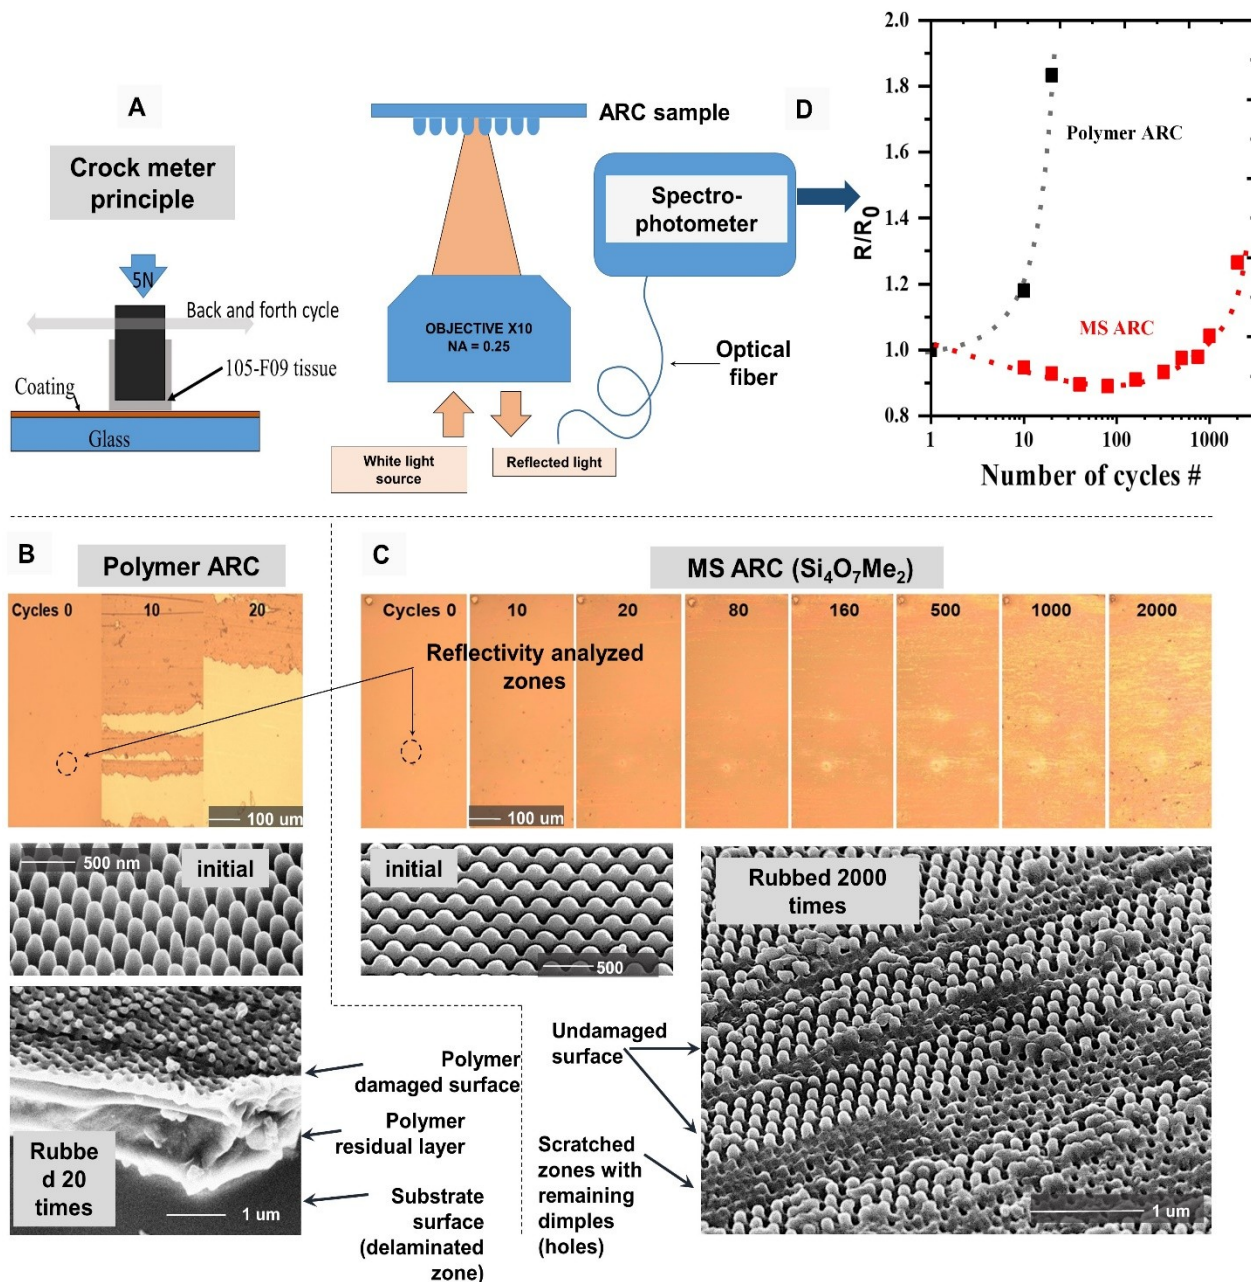 A
Crock meter
principle
5N
Back and forth cycle
105-F09 tissue
Coating
Glass
ARC sample
OBJECTIVE X10
NA = 0.25
White light
source
Reflected light
Optical
fiber
Spectro-
photometer
D
2.0
1.8
1.6
1.4
1.2
1.0
0.8
R/R0
Polymer ARC
MS ARC
1
10
100
1000
Number of cycles #
B
Polymer ARC
Cycles 0
10
20
100 um
C
MS ARC (Si4O7Me2)
Cycles 0
10
20
80
160
500
1000
2000
Reflectivity analyzed
zones
100 um
500 nm
initial
initial
500
Rubbed 2000
times
1 um
Rubbe
d 20
times
1 um
Polymer
damaged surface
Polymer
residual layer
Substrate
surface
(delaminated
zone)
Undamaged
surface
Scratched
zones with
remaining
dimples
(holes)